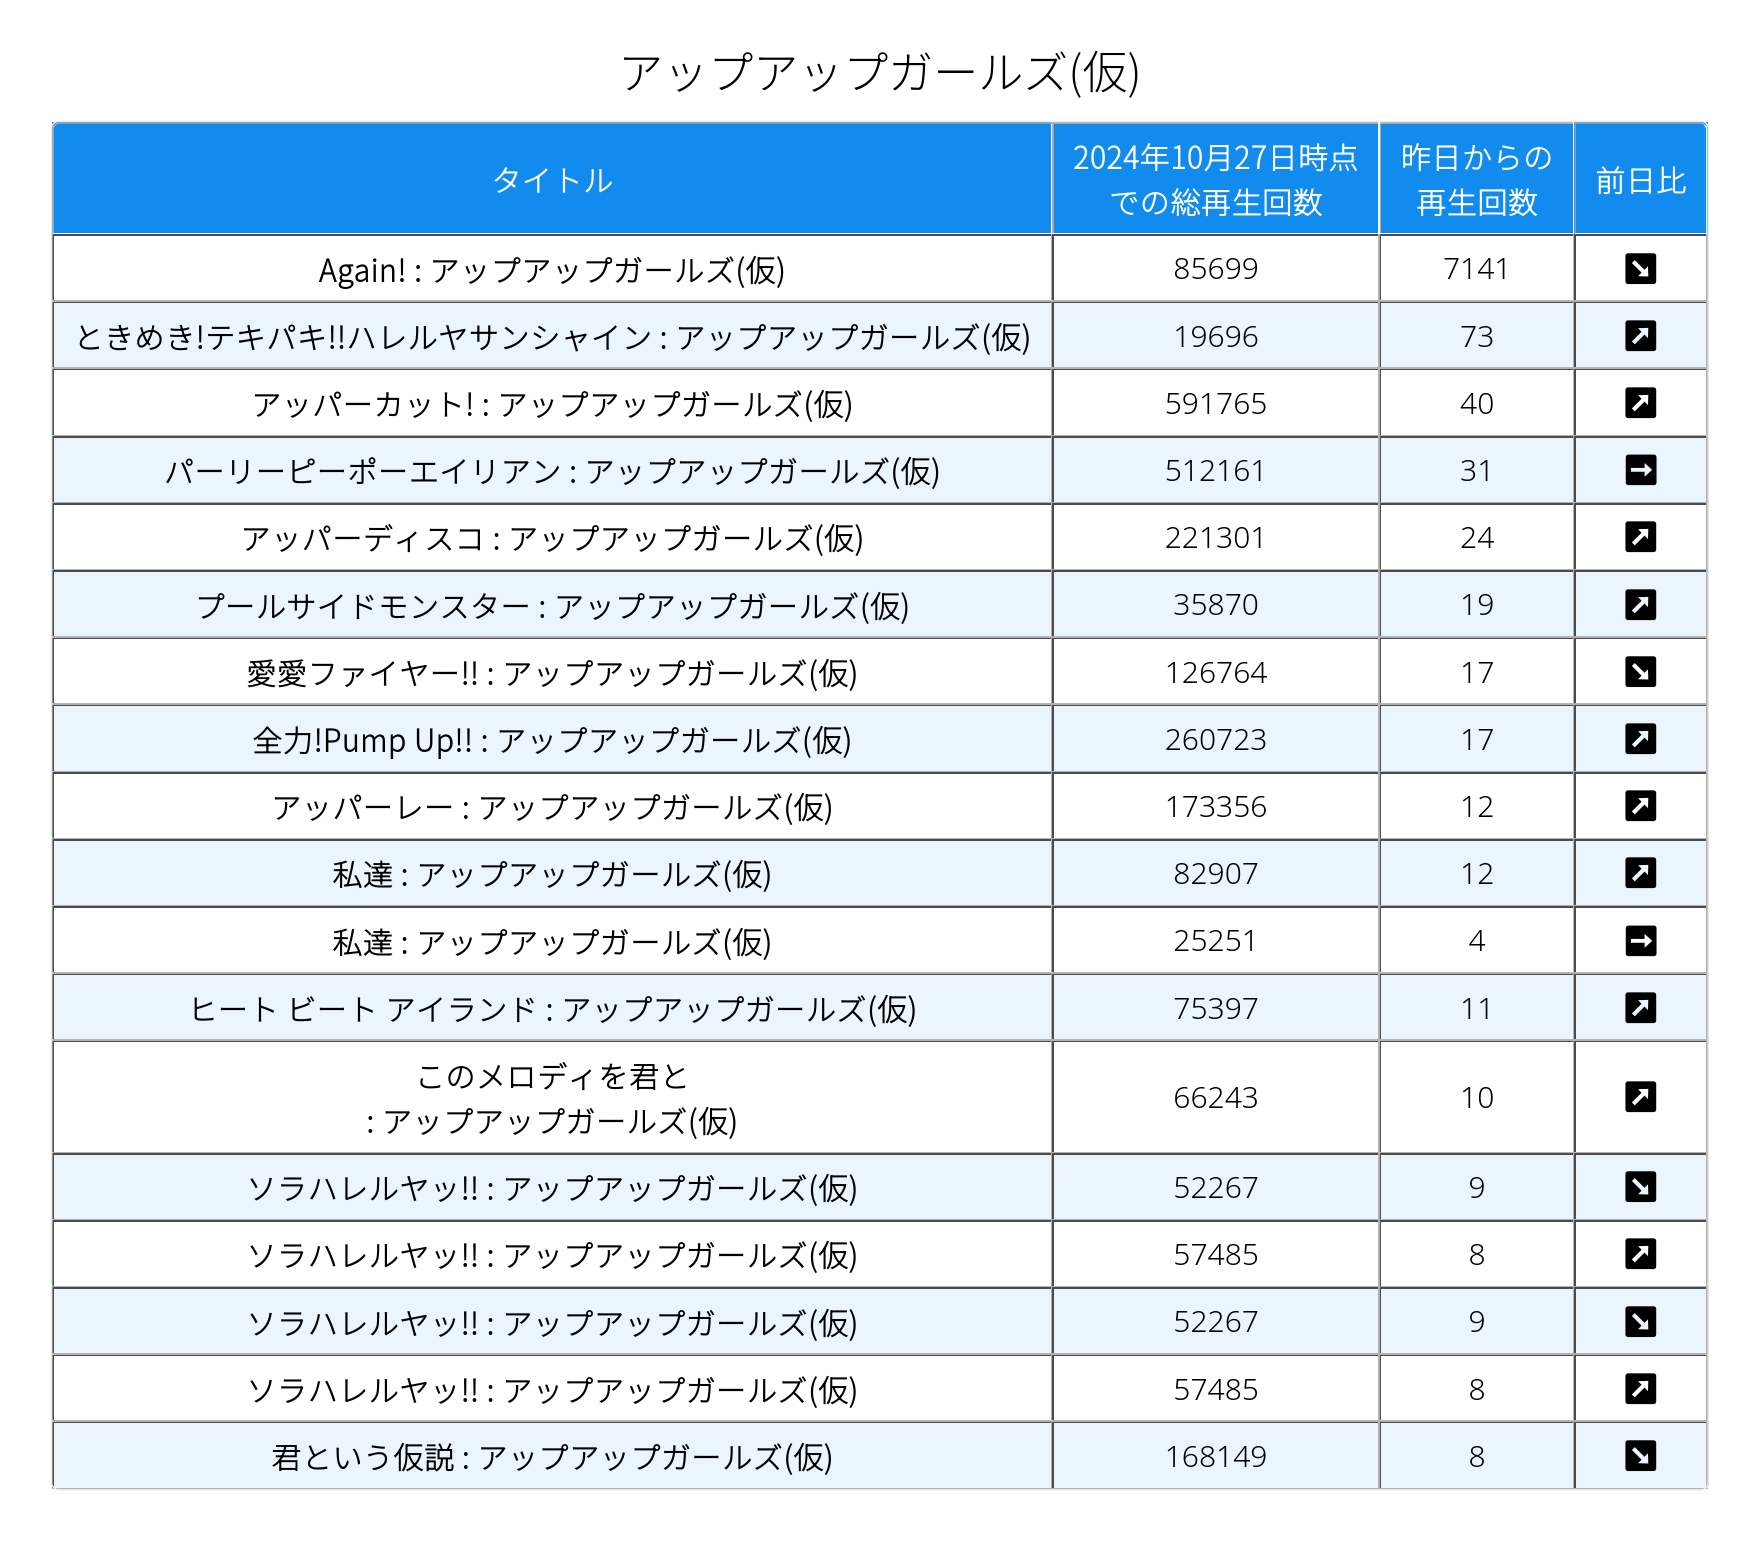 アップアップガールズ(仮)
タイトル
2024年10月27日時点
での総再生回数
昨日からの
再生回数
前日比
Again! : アップアップガールズ(仮) 85699 7141 ↘
ときめき!テキパキ!!ハレルヤサンシャイン : アップアップガールズ(仮) 19696 73 ↗
アッパーカット! : アップアップガールズ(仮) 591765 40 ↗
パーリーピーポーエイリアン : アップアップガールズ(仮) 512161 31 →
アッパーディスコ : アップアップガールズ(仮) 221301 24 ↗
プールサイドモンスター : アップアップガールズ(仮) 35870 19 ↗
愛愛ファイヤー!! : アップアップガールズ(仮) 126764 17 ↘
全力!Pump Up!! : アップアップガールズ(仮) 260723 17 ↗
アッパーレー : アップアップガールズ(仮) 173356 12 ↗
私達 : アップアップガールズ(仮) 82907 12 ↗
私達 : アップアップガールズ(仮) 25251 4 →
ヒート ビート アイランド : アップアップガールズ(仮) 75397 11 ↗
このメロディを君と
: アップアップガールズ(仮) 66243 10 ↗
ソラハレルヤッ!! : アップアップガールズ(仮) 52267 9 ↘
ソラハレルヤッ!! : アップアップガールズ(仮) 57485 8 ↗
ソラハレルヤッ!! : アップアップガールズ(仮) 52267 9 ↘
ソラハレルヤッ!! : アップアップガールズ(仮) 57485 8 ↗
君という仮説 : アップアップガールズ(仮) 168149 8 ↘